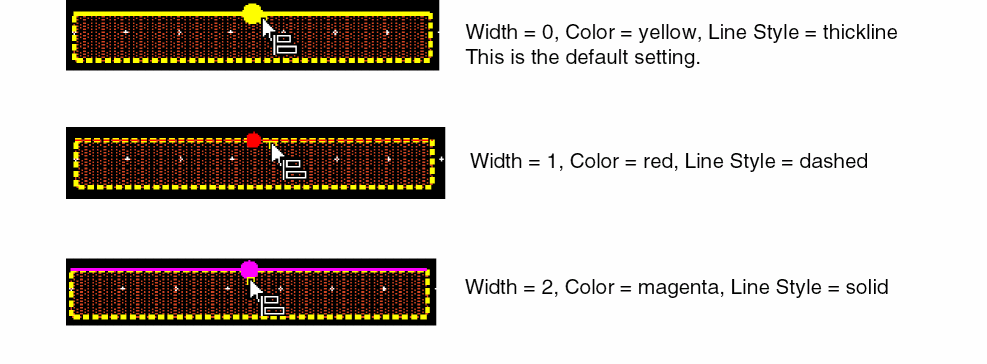 Width = 0, Color = yellow, Line Style = thickline
This is the default setting.
Width = 1, Color = red, Line Style = dashed
Width = 2, Color = magenta, Line Style = solid